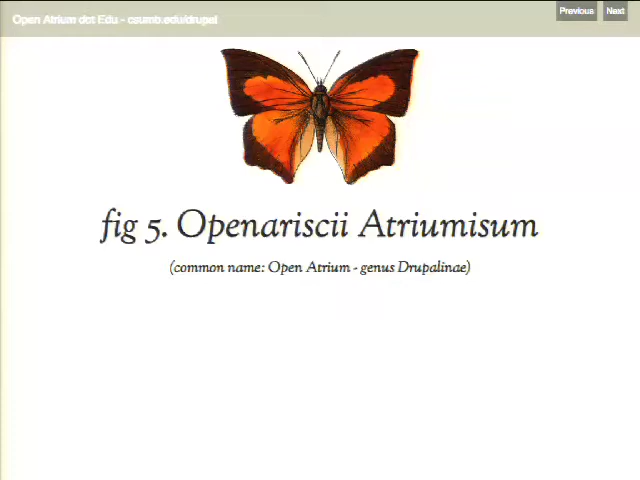 Open Atrium dot Edu - csumb.edu/drupal
Previous Next
fig 5. Openariscii Atriumisum
(common name: Open Atrium - genus Drupalinae)